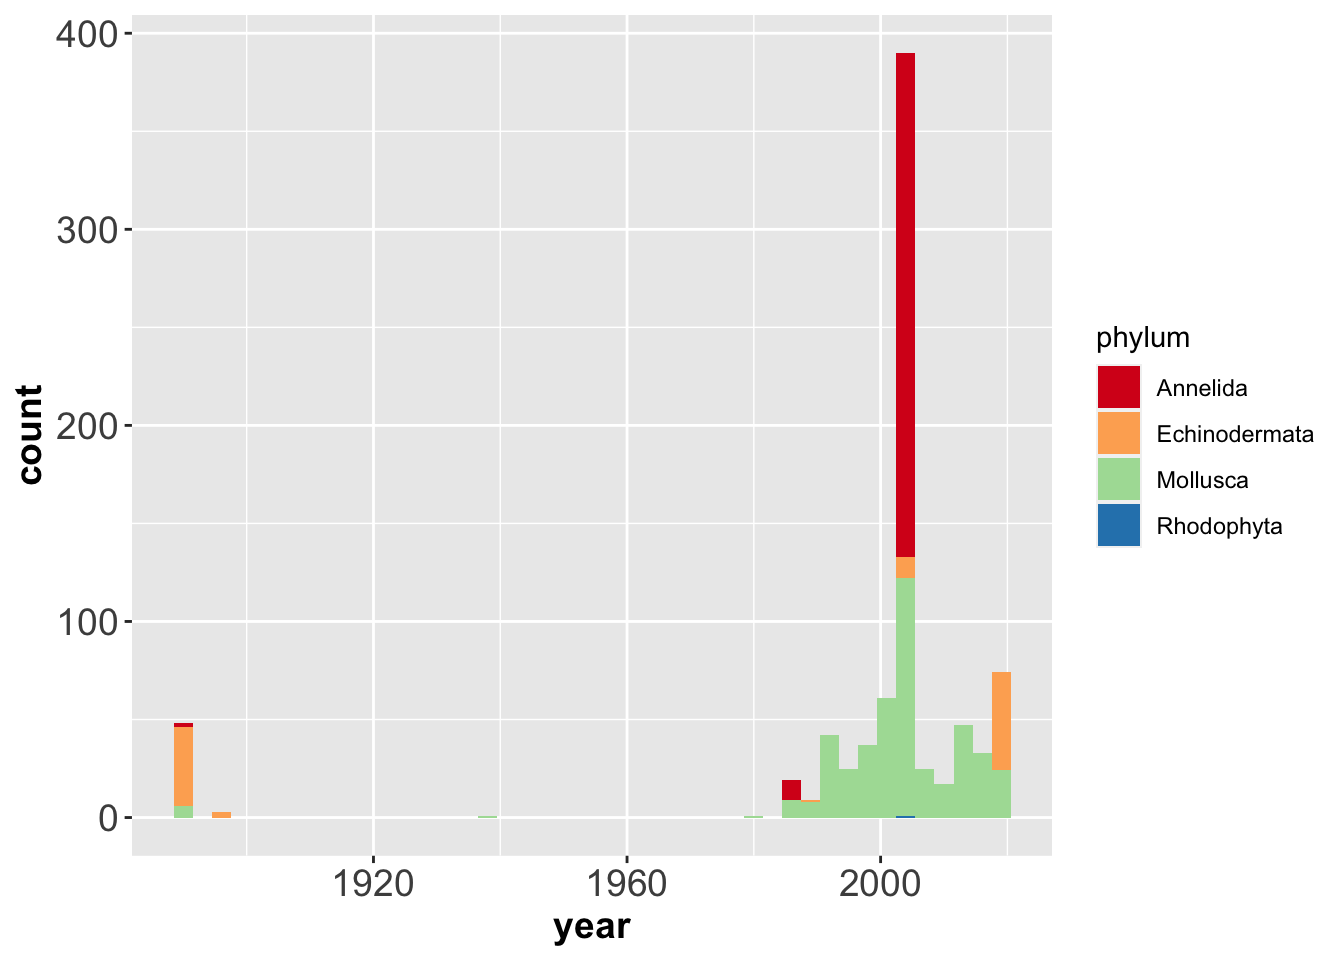 400
300
200
100
0
count
1920 1960 2000
year
phylum
Annelida
Echinodermata
Mollusca
Rhodophyta